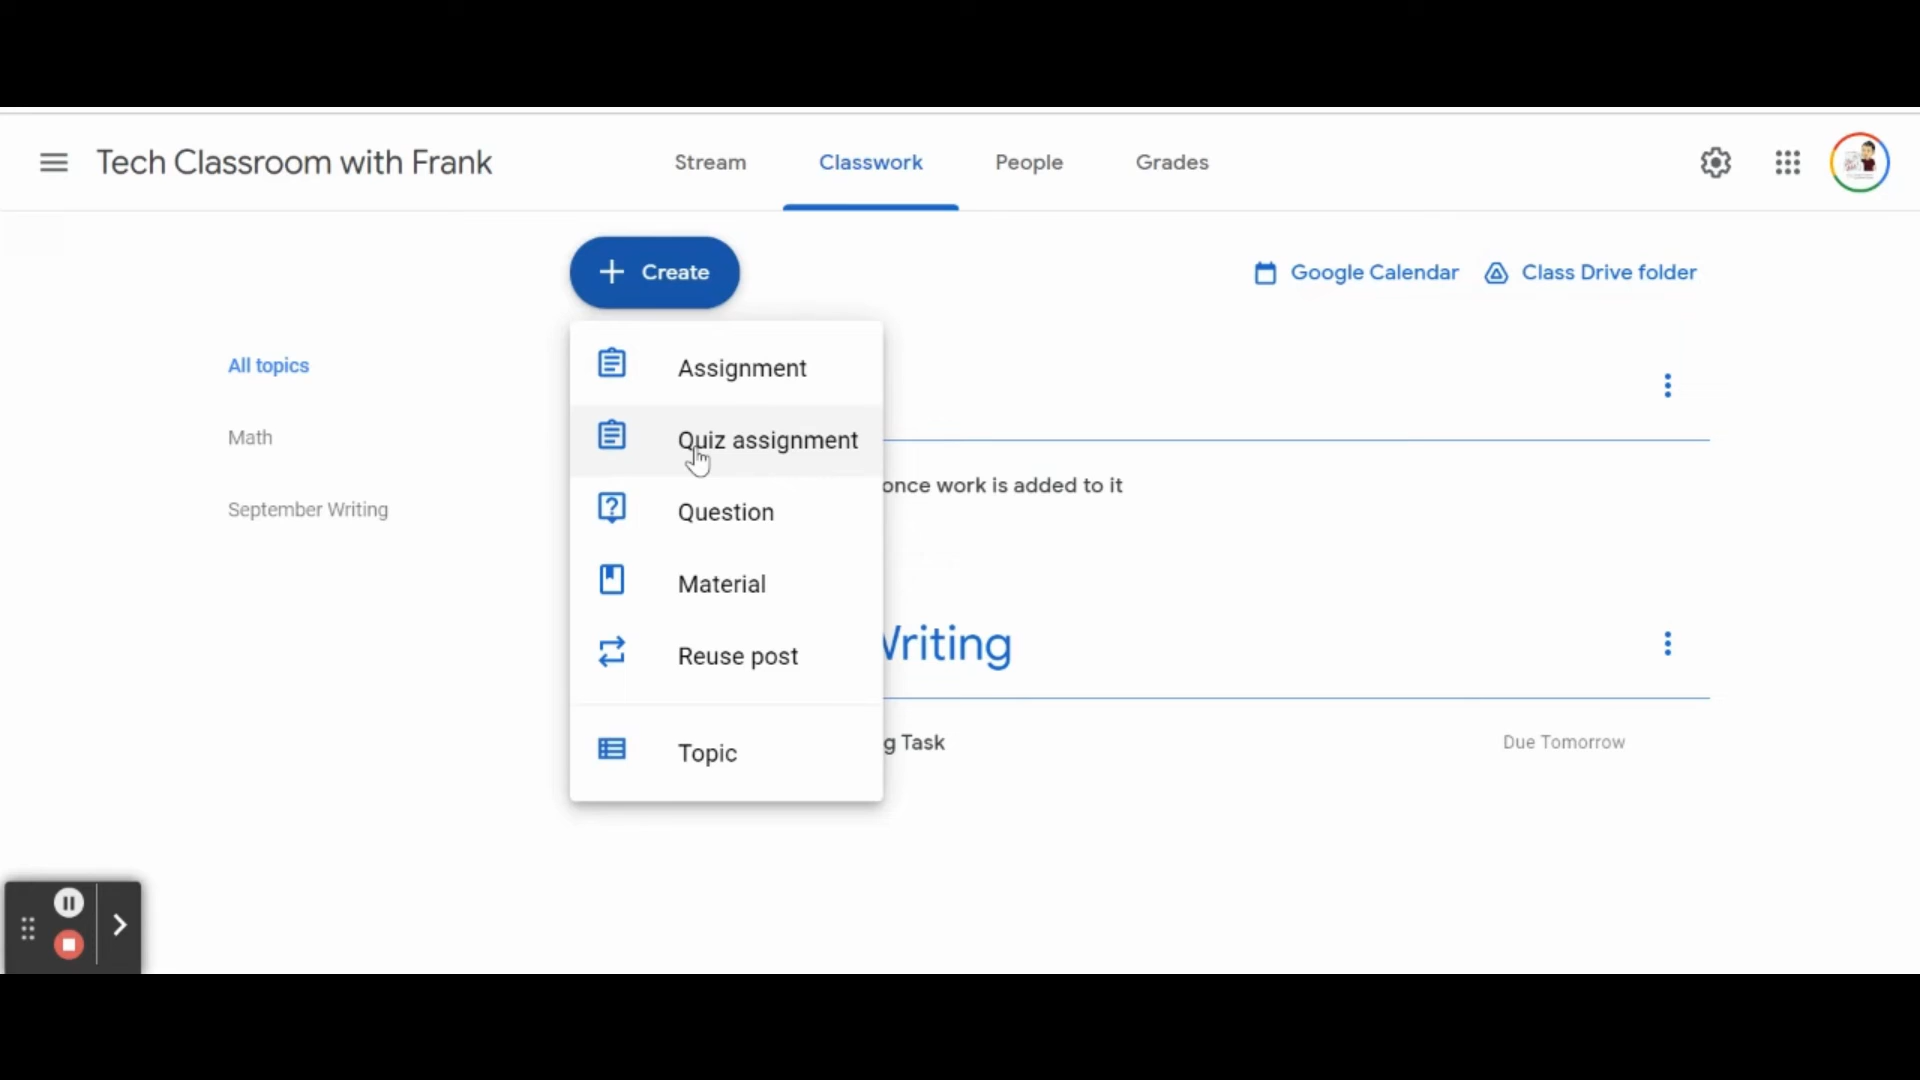 Tech Classroom with Frank
Stream
Classwork
People
Grades
Create
Google Calendar
Class Drive folder
All topics
Math
September Writing
Assignment
Quiz assignment
Question
Material
Reuse post
Topic
once work is added to it
Writing
g Task
Due Tomorrow